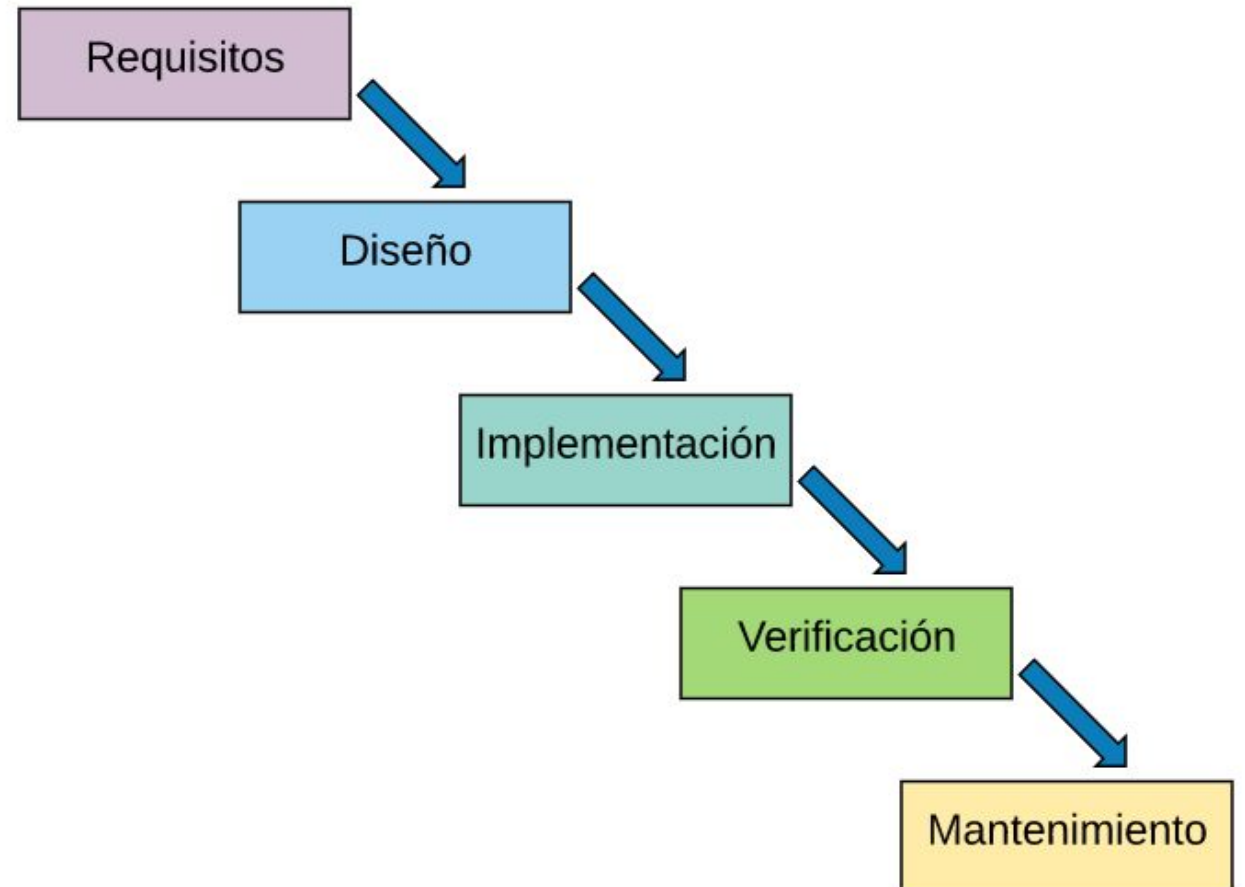 Requisitos
Diseño
Implementación
Verificación
Mantenimiento